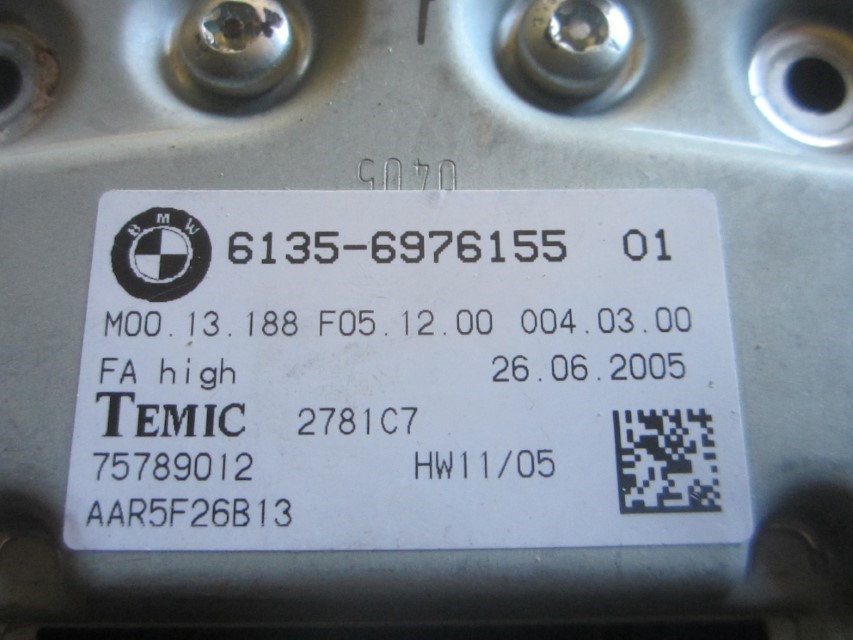 0405
BMW
6135-6976155 01
M00.13.188 F05.12.00 004.03.00
FA high 26.06.2005
TEMIC 2781C7
75789012 HW11/05
AAR5F26B13